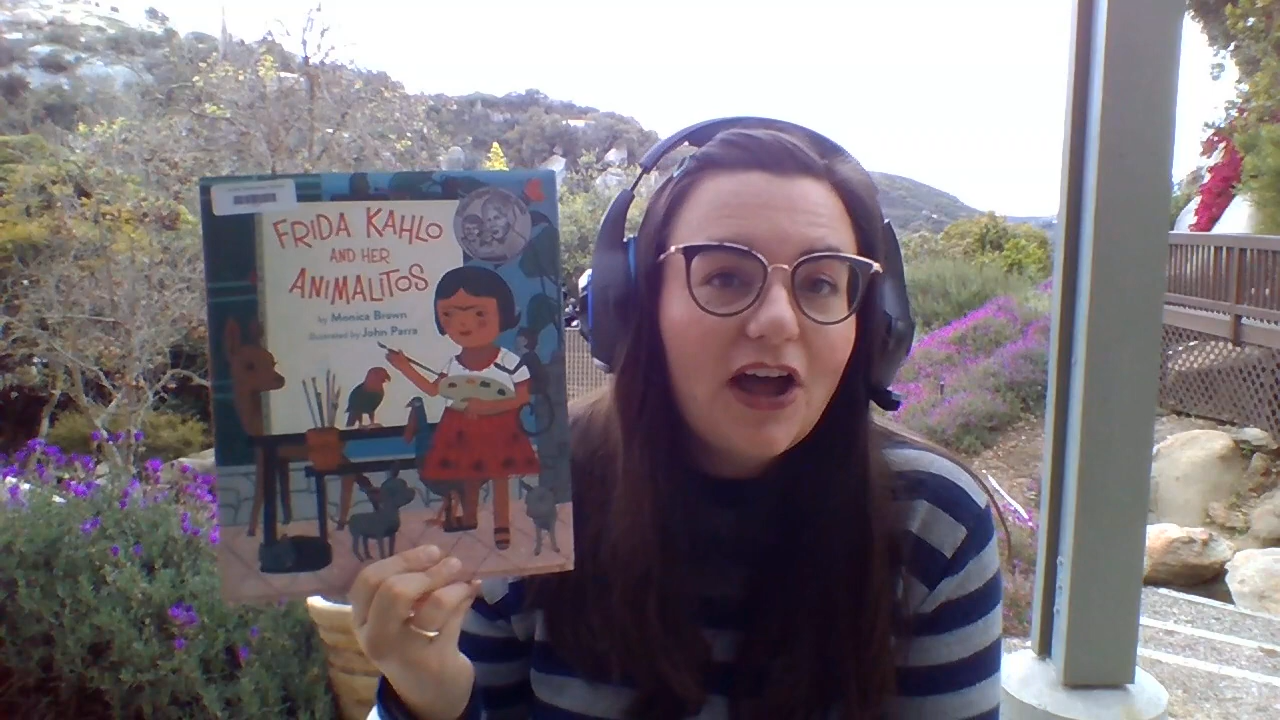 FRIDA KAHLO
AND HER
ANIMALITOS
by Monica Brown
illustrated by John Parra